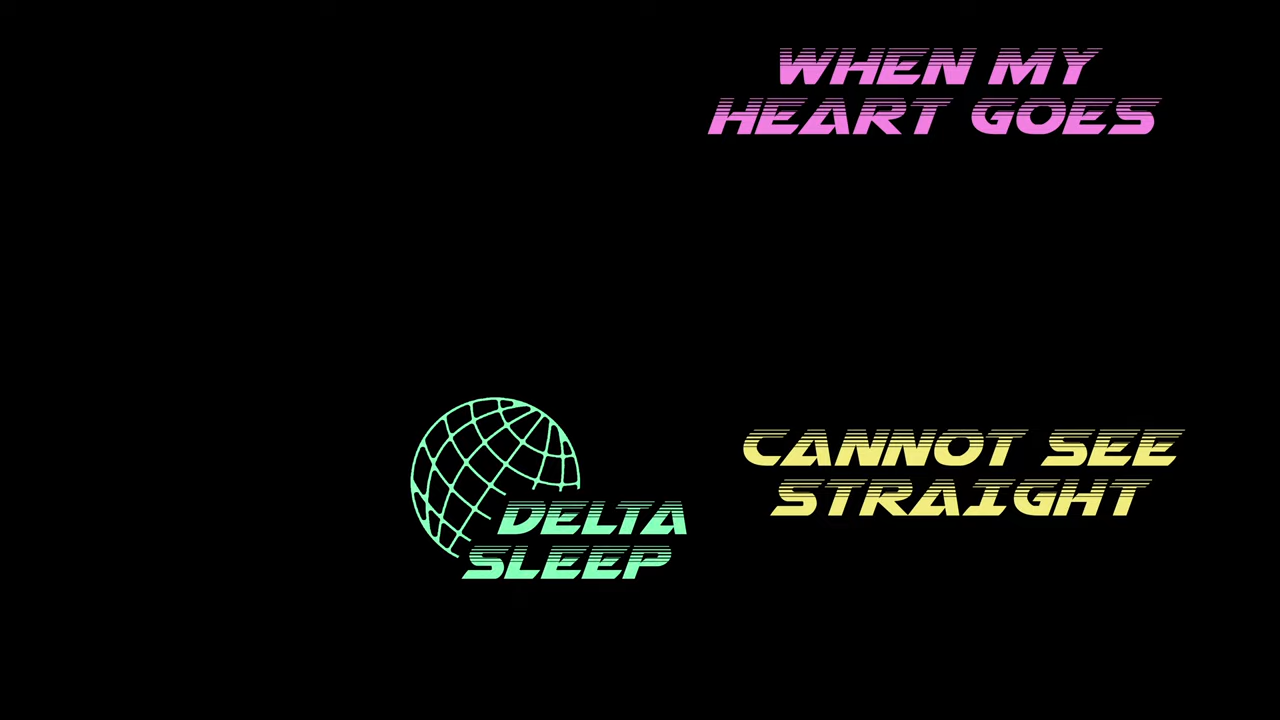 WHEN MY
HEART GOES
CANNOT SEE
STRAIGHT
DELTA
SLEEP